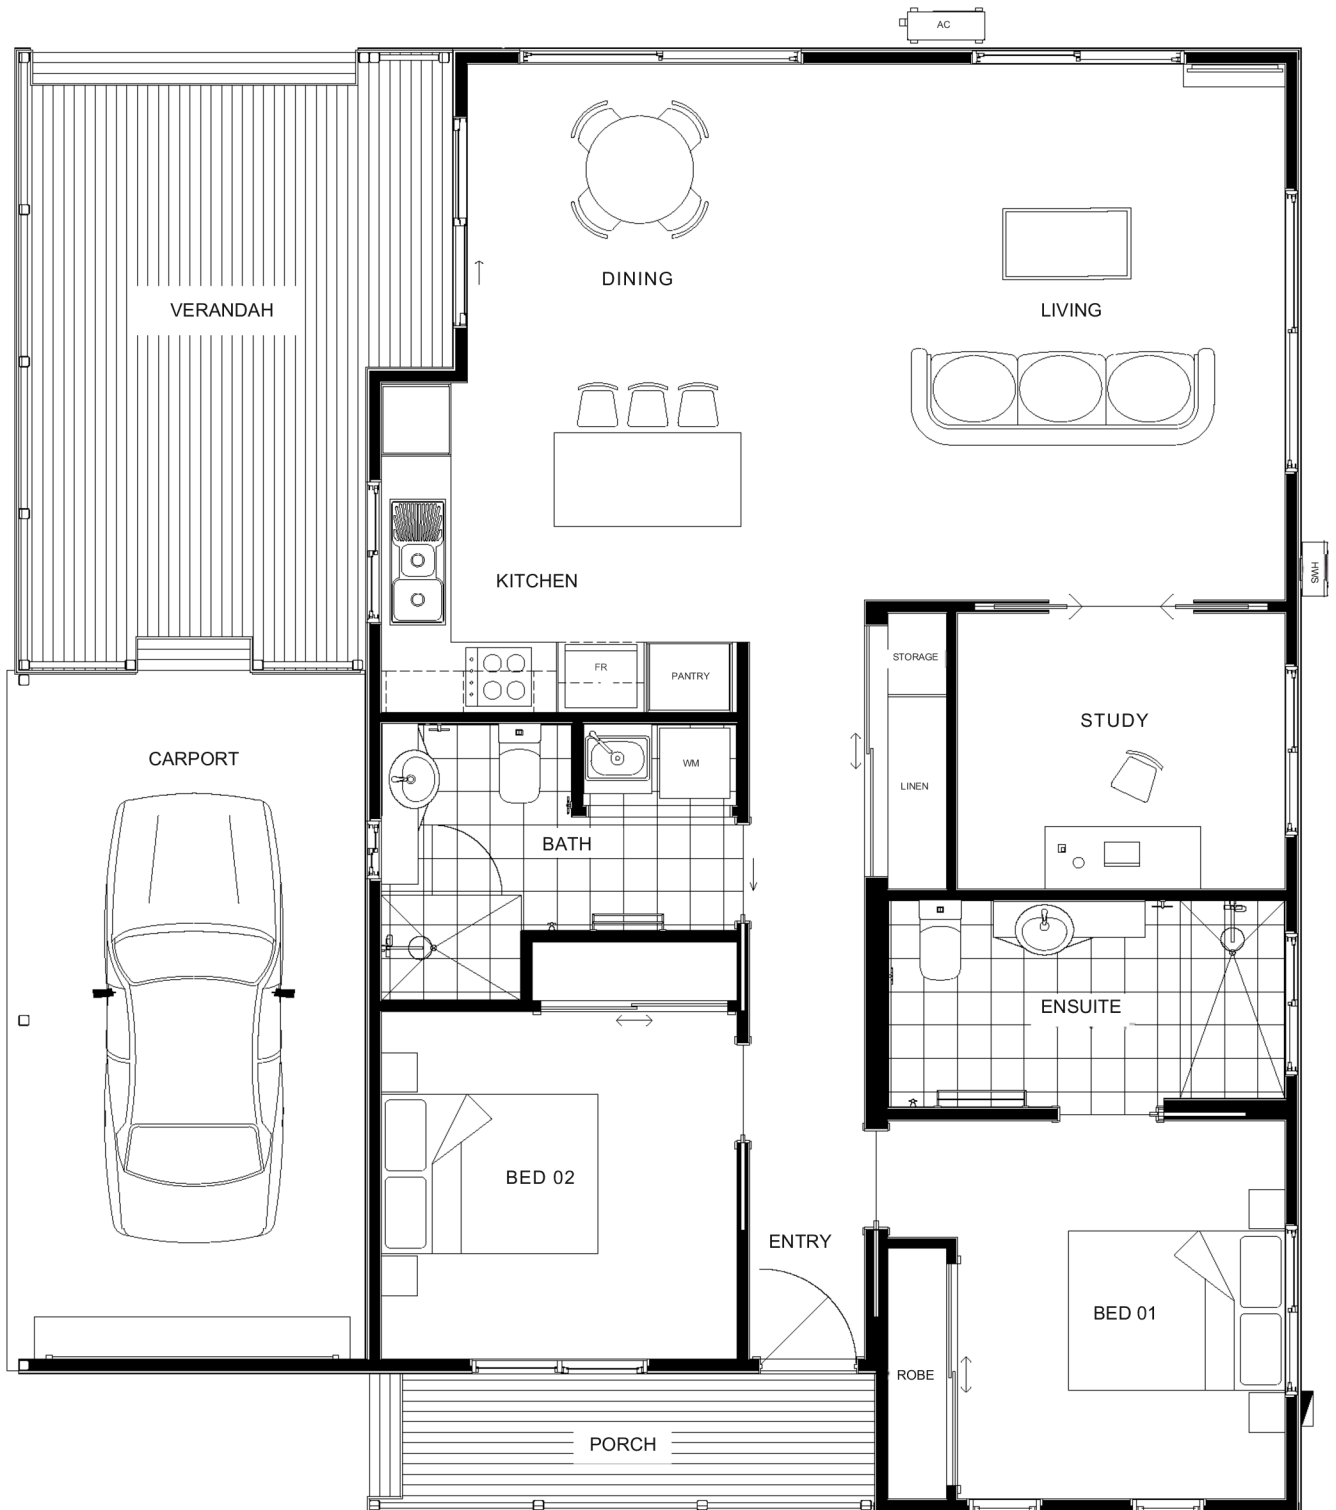 AC
DINING
VERANDAH
LIVING
KITCHEN
HWS
FR
PANTRY
STORAGE
STUDY
CARPORT
WM
LINEN
BATH
ENSUITE
BED 02
ENTRY
BED 01
ROBE
PORCH